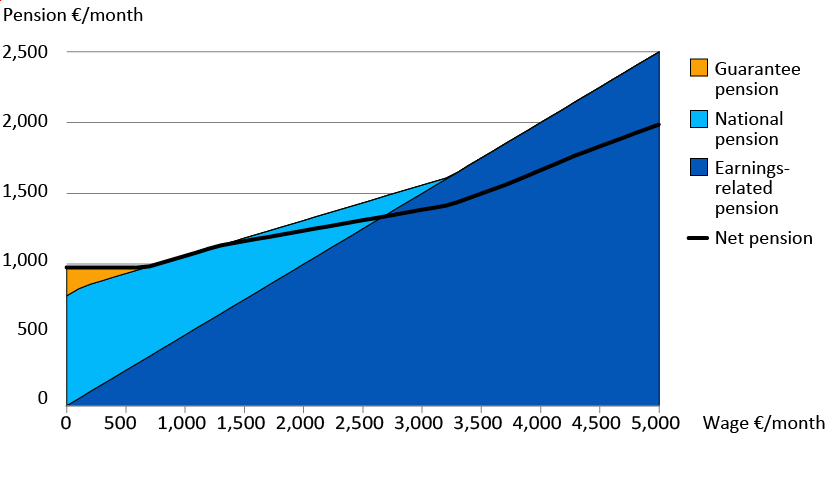 Pension €/month
2,500
2,000
1,500
1,000
500
0
0 500 1,000 1,500 2,000 2,500 3,000 3,500 4,000 4,500 5,000 Wage €/month
Guarantee
pension
National
pension
Earnings-
related
pension
Net pension